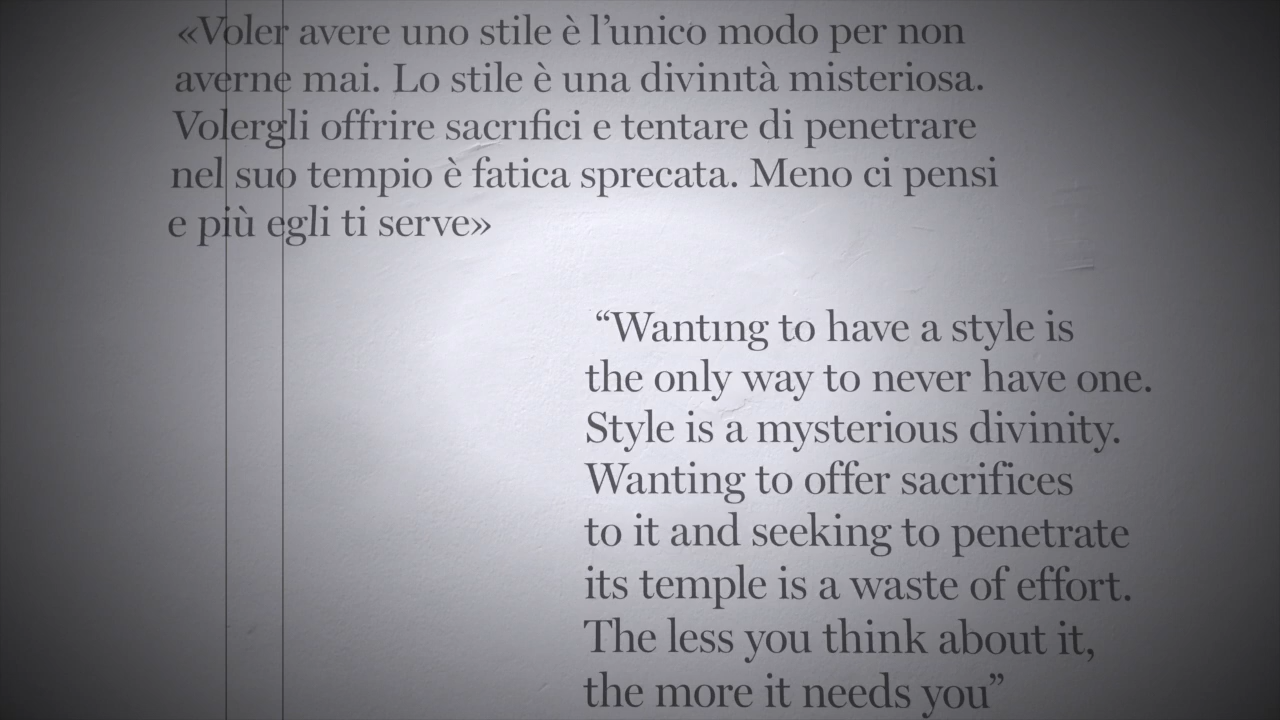 «Voler avere uno stile è l’unico modo per non
averne mai. Lo stile è una divinità misteriosa.
Volergli offrire sacrifici e tentare di penetrare
nel suo tempio è fatica sprecata. Meno ci pensi
e più egli ti serve»
“Wanting to have a style is
the only way to never have one.
Style is a mysterious divinity.
Wanting to offer sacrifices
to it and seeking to penetrate
its temple is a waste of effort.
The less you think about it,
the more it needs you”